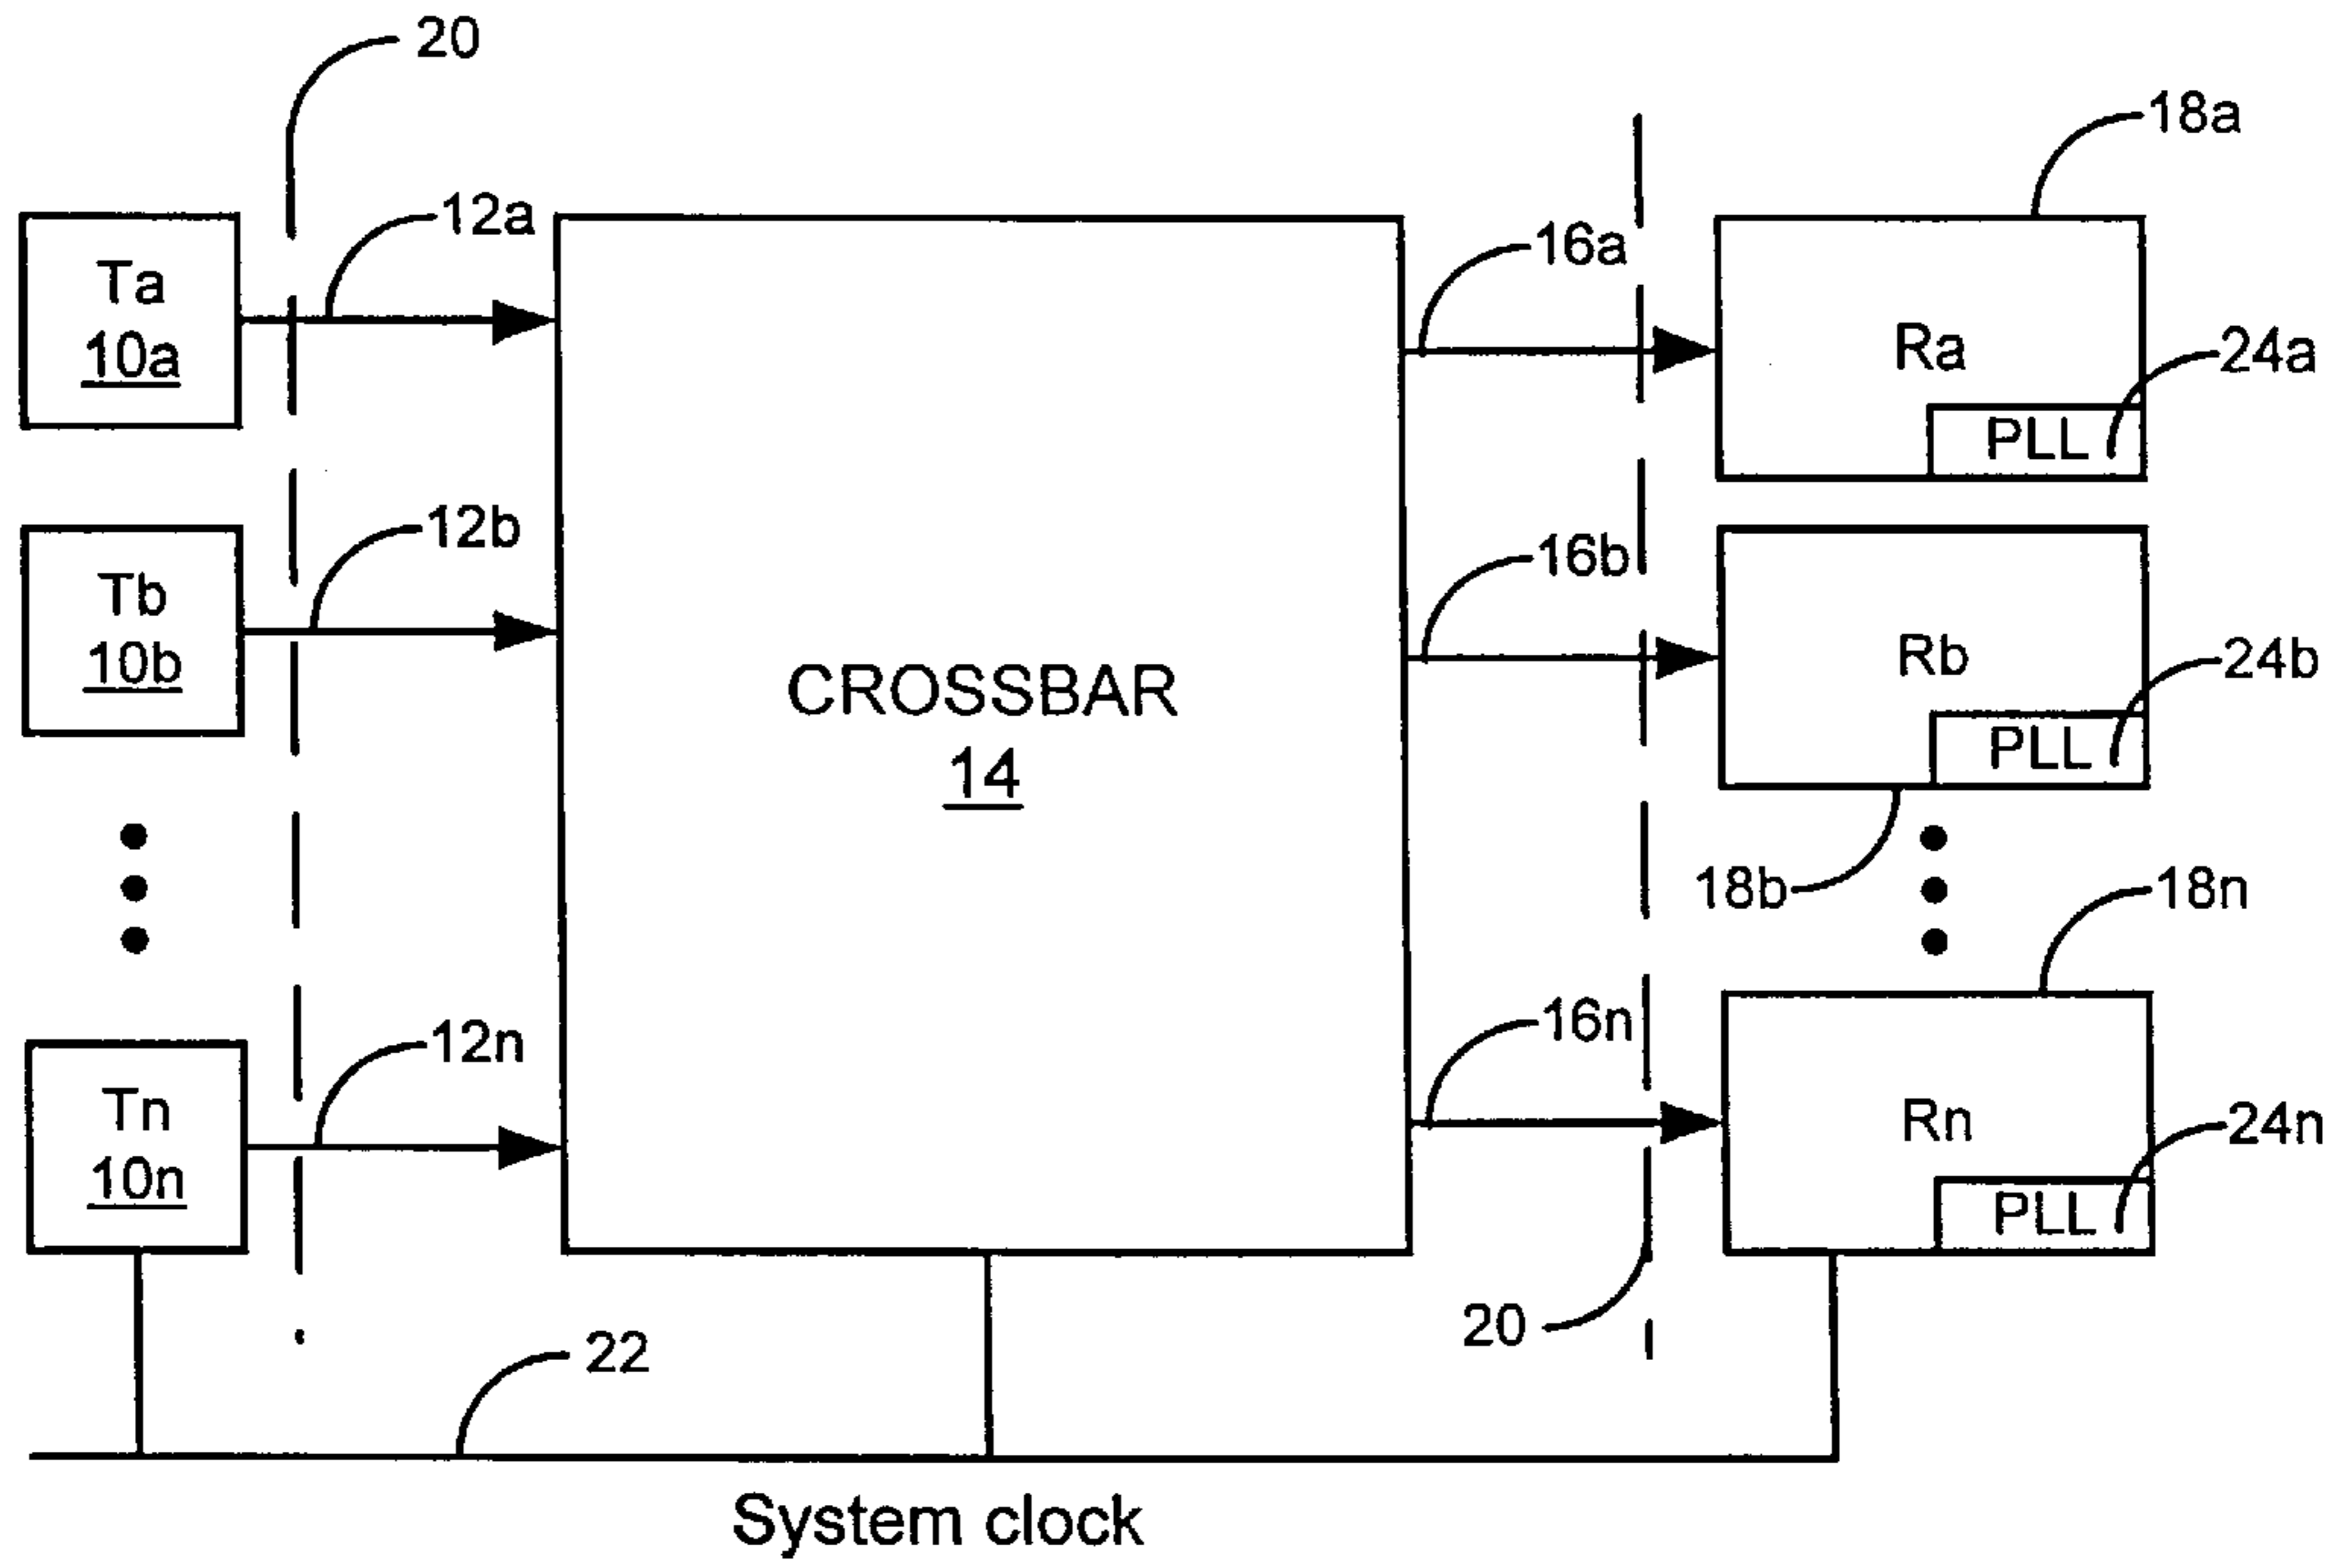 20
18a
12a
16a
Ta
10a
Ra
24a
PLL
12b
16b
Tb
10b
Rb
24b
CROSSBAR
14
PLL
18b
18n
12n
16n
Tn
10n
Rn
24n
PLL
20
22
System clock